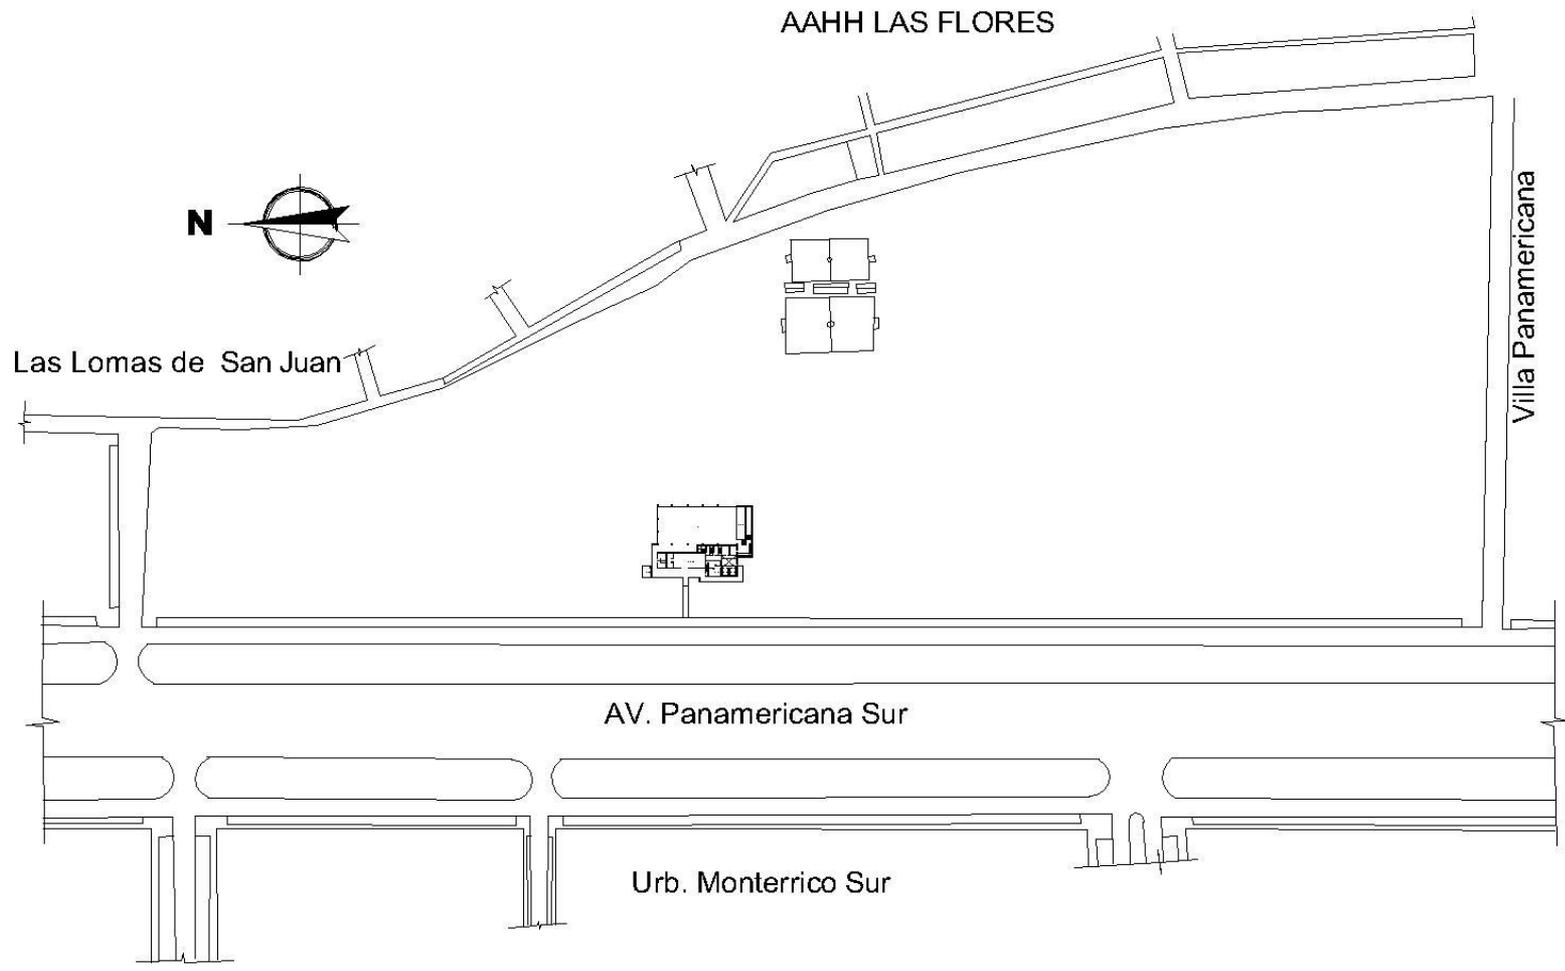 AAHH LAS FLORES
N
Villa Panamericana
Las Lomas de San Juan
AV. Panamericana Sur
Urb. Monterrico Sur